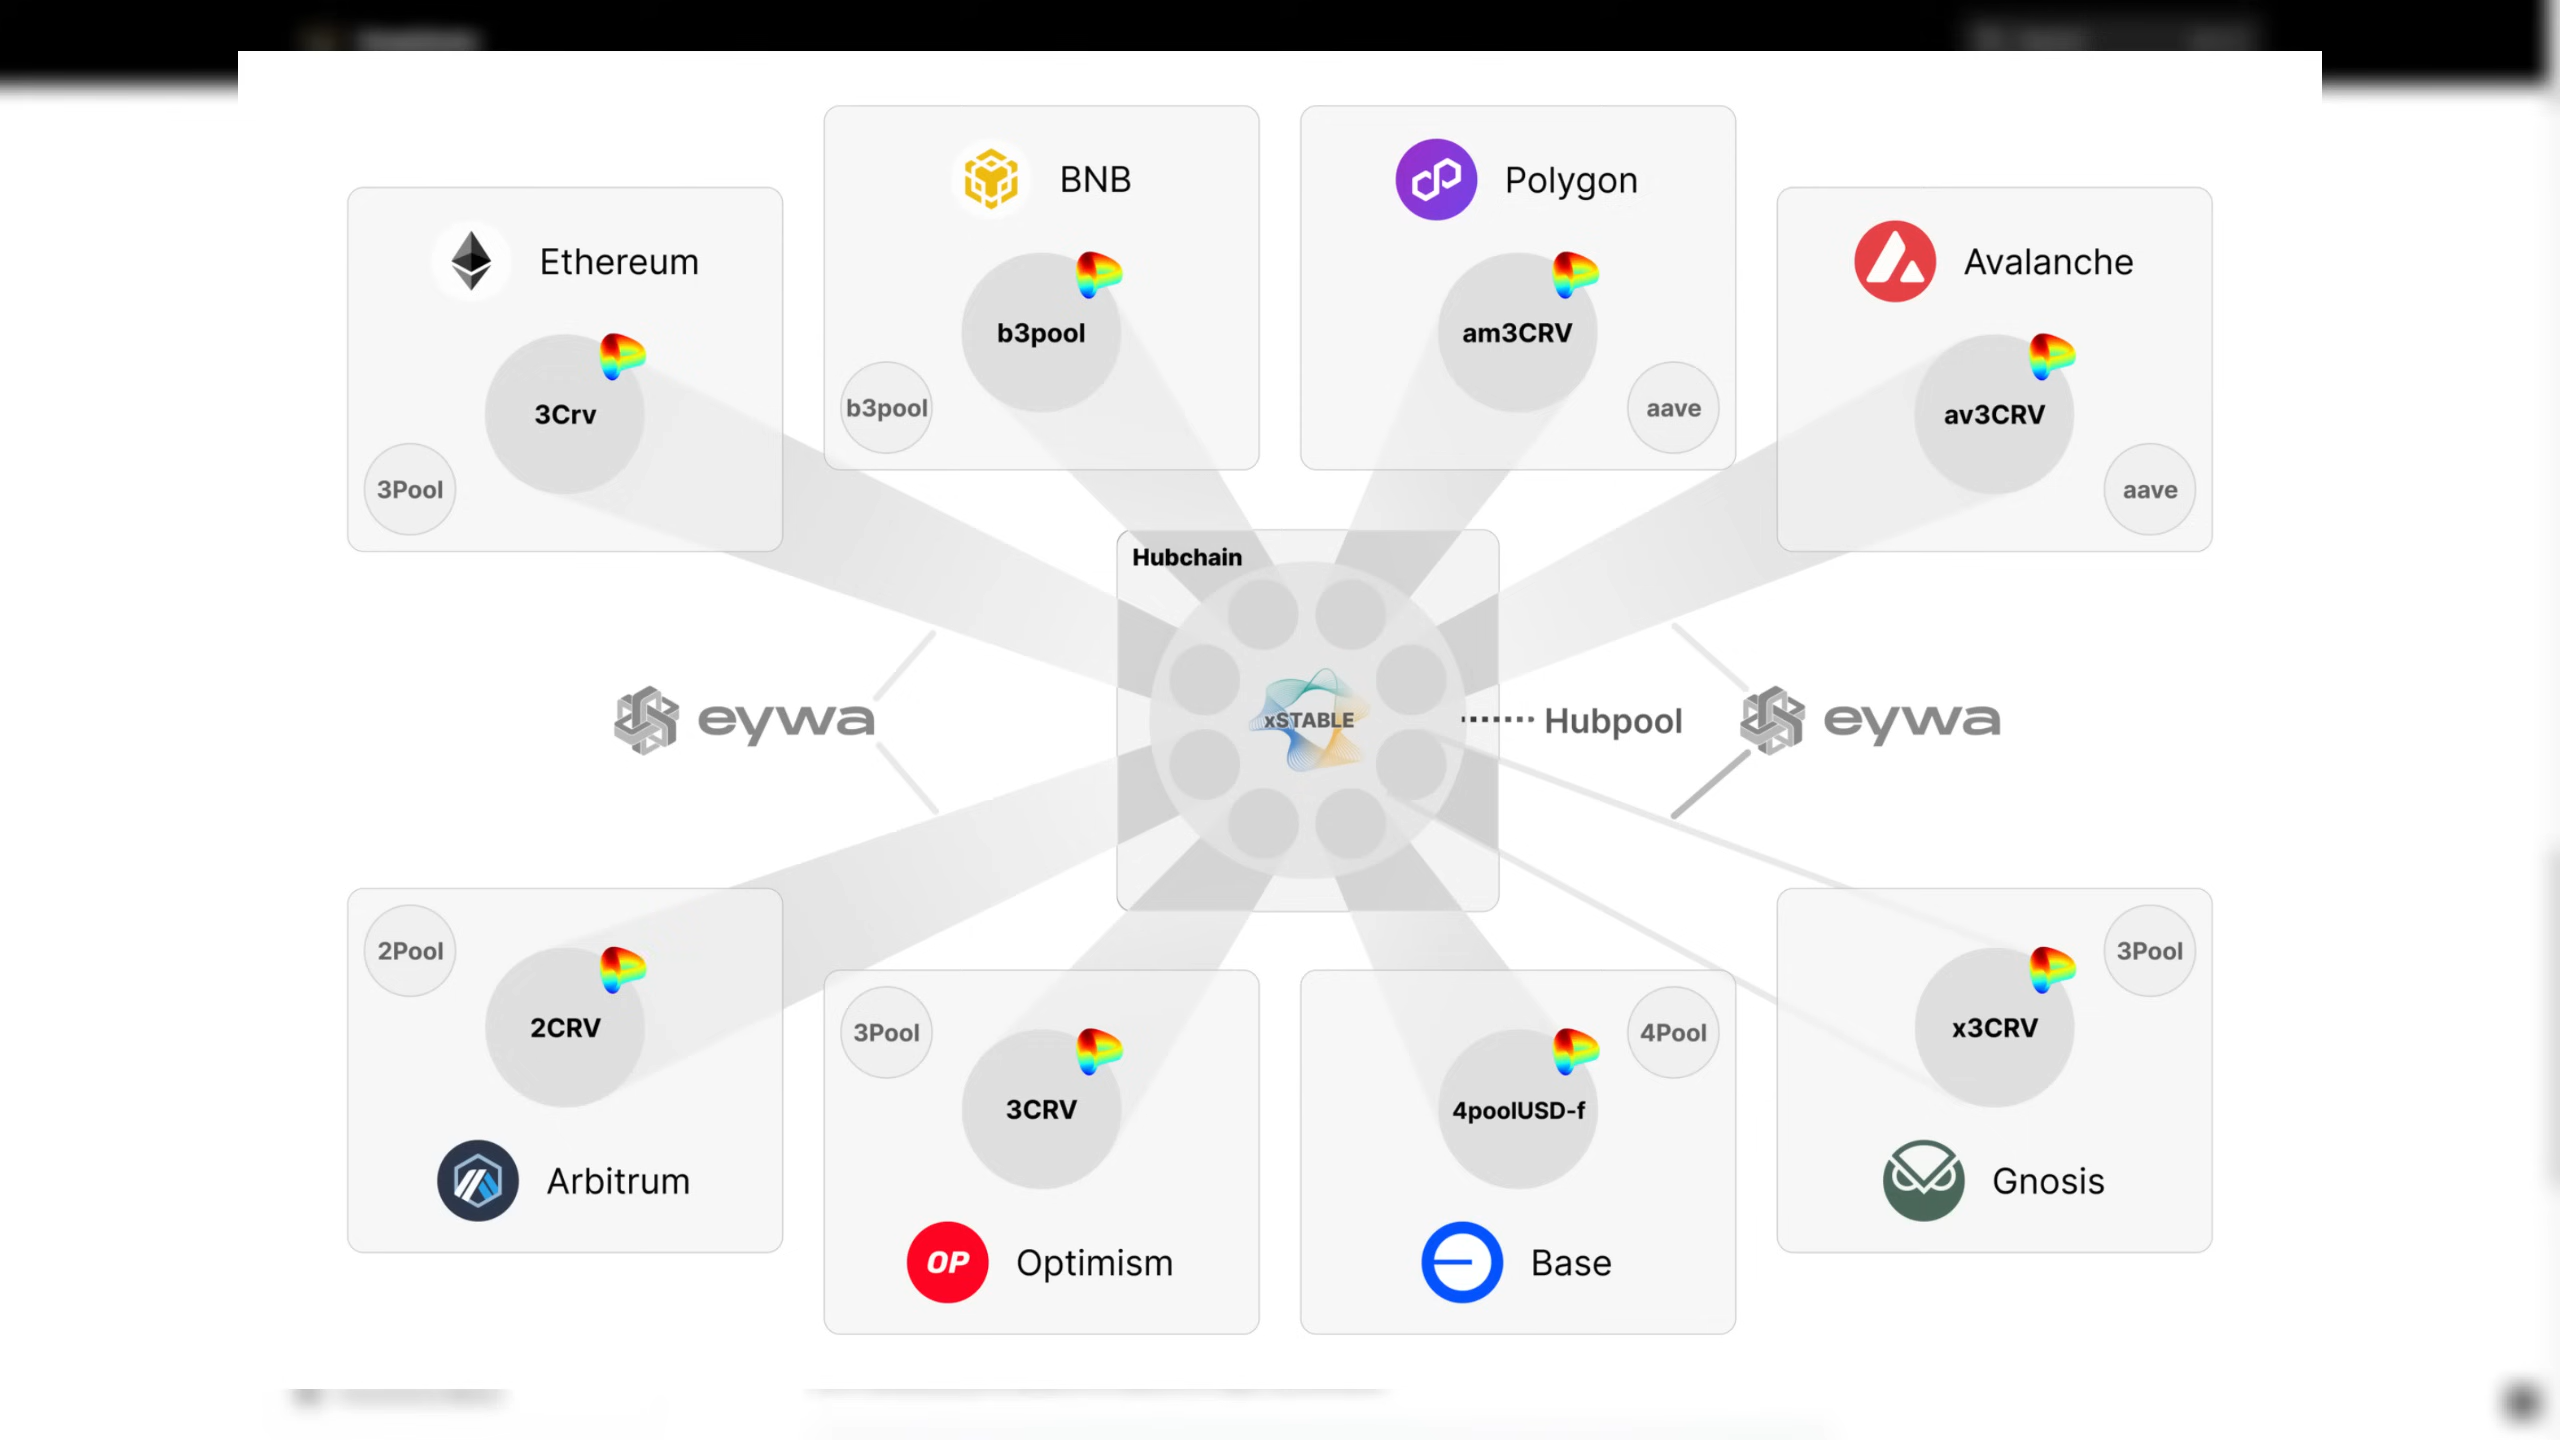 BNB
Polygon
Ethereum
Avalanche
b3pool
am3CRV
3Crv
av3CRV
b3pool
aave
3Pool
aave
Hubchain
eywa
xSTABLE
Hubpool
eywa
2Pool
3Pool
2CRV
x3CRV
3Pool
4Pool
3CRV
4poolUSD-f
Arbitrum
Gnosis
OP
Optimism
Base